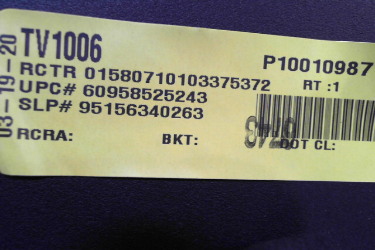 03-19-20
TV1006
P10010987
RCTR 01580710103375372
RT :1
UPC# 60958525243
SLP# 95156340263
RCRA:
BKT:
DOT CL: